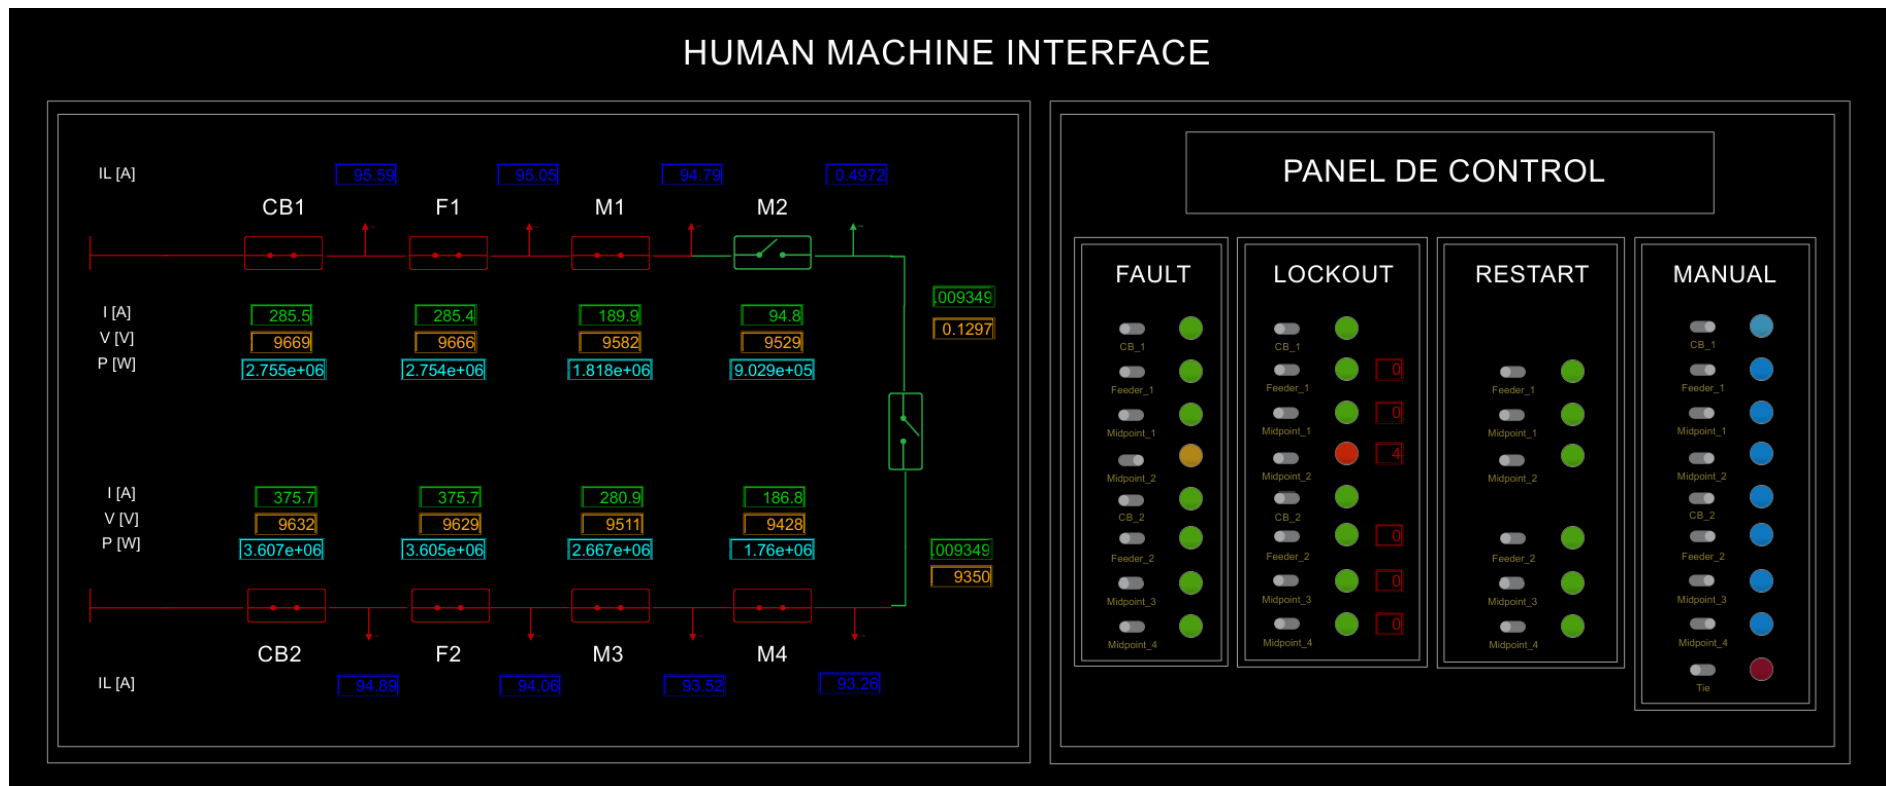 HUMAN MACHINE INTERFACE
IL [A] 95.59 95.05 94.79 0.4972
CB1 F1 M1 M2
I [A] 285.5 285.4 189.9 94.8
V [V] 9669 9666 9582 9529
P [W] 2.755e+06 2.754e+06 1.818e+06 9.029e+05
.009349
0.1297
I [A] 375.7 375.7 280.9 186.8
V [V] 9632 9629 9511 9428
P [W] 3.607e+06 3.605e+06 2.667e+06 1.76e+06
.009349
9350
CB2 F2 M3 M4
IL [A] 94.89 94.06 93.52 93.26
PANEL DE CONTROL
FAULT
CB_1
Feeder_1
Midpoint_1
Midpoint_2
CB_2
Feeder_2
Midpoint_3
Midpoint_4
LOCKOUT
CB_1
Feeder_1 0
Midpoint_1 0
Midpoint_2 4
CB_2
Feeder_2 0
Midpoint_3 0
Midpoint_4 0
RESTART
Feeder_1
Midpoint_1
Midpoint_2
Feeder_2
Midpoint_3
Midpoint_4
MANUAL
CB_1
Feeder_1
Midpoint_1
Midpoint_2
CB_2
Feeder_2
Midpoint_3
Midpoint_4
Tie